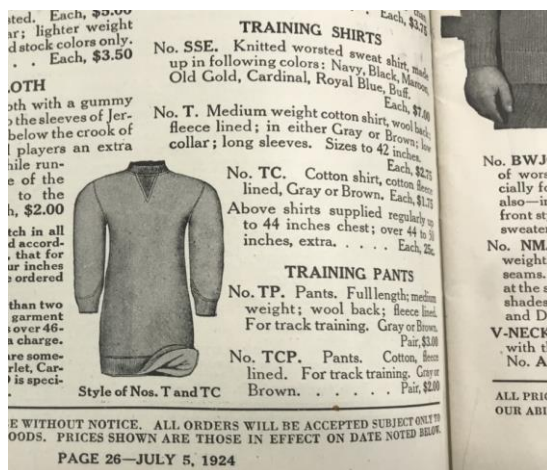 sted. Each, $5.00
ar; lighter weight
d stock colors only.
. . Each, $3.50
OTH
oth with a gummy
the sleeves of Jer-
below the crook of
players an extra
hile run-
e of the
to the
h, $2.00
tch in all
d accord-
, that for
ur inches
e ordered
than two
garment
over 46-
a charge.
are some-
rlet, Car-
is speci-
Each, $3.75
TRAINING SHIRTS
No. SSE. Knitted worsted sweat shirt, made
up in following colors: Navy, Black, Maroon,
Old Gold, Cardinal, Royal Blue, Buff.
Each, $7.00
No. T. Medium weight cotton shirt, wool back;
fleece lined; in either Gray or Brown; low
collar; long sleeves. Sizes to 42 inches.
Each, $2.75
No. TC. Cotton shirt, cotton fleece
lined, Gray or Brown. Each, $1.75
Above shirts supplied regularly up
to 44 inches chest; over 44 to 50
inches, extra. . . . . Each, 25c.
TRAINING PANTS
No. TP. Pants. Full length; medium
weight; wool back; fleece lined.
For track training. Gray or Brown.
Pair, $3.00
No. TCP. Pants. Cotton, fleece
lined. For track training. Gray or
Brown. . . . . . Pair, $2.00
Style of Nos. T and TC
E WITHOUT NOTICE. ALL ORDERS WILL BE ACCEPTED SUBJECT ONLY TO
OODS. PRICES SHOWN ARE THOSE IN EFFECT ON DATE NOTED BELOW.
PAGE 26—JULY 5, 1924
No. BWJ
of wors
cially fo
also—i
front st
sweate
No. NM
weight
seams.
at the s
shades
and D
V-NECK
with t
No. A
ALL PRIC
OUR ABI